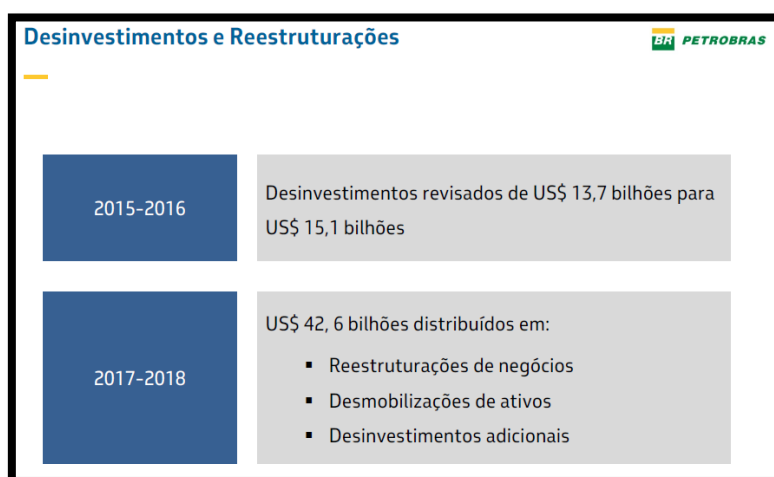 Desinvestimentos e Reestruturações
BR PETROBRAS
2015-2016
Desinvestimentos revisados de US$ 13,7 bilhões para
US$ 15,1 bilhões
2017-2018
US$ 42, 6 bilhões distribuídos em:
▪ Reestruturações de negócios
▪ Desmobilizações de ativos
▪ Desinvestimentos adicionais